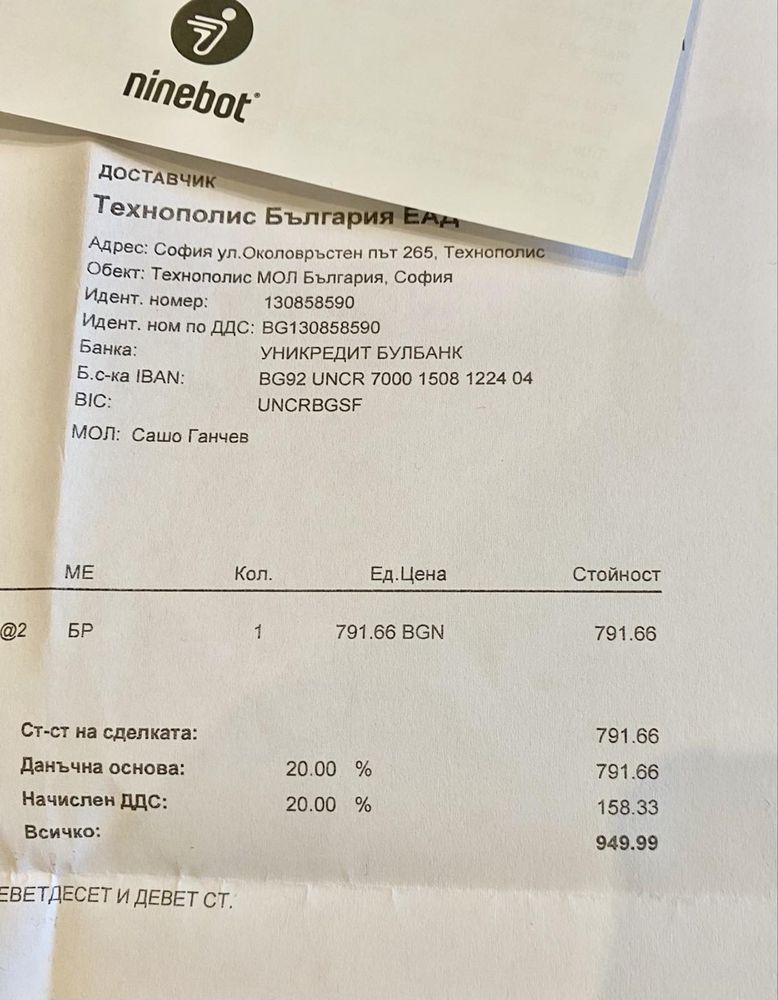 ninebot
ДОСТАВЧИК
Технополис България ЕАД
Адрес: София ул.Околовръстен път 265, Технополис
Обект: Технополис МОЛ България, София
Идент. номер: 130858590
Идент. ном по ДДС: BG130858590
Банка: УНИКРЕДИТ БУЛБАНК
Б.с-ка IBAN: BG92 UNCR 7000 1508 1224 04
BIC: UNCRBGSF
МОЛ: Сашо Ганчев
МЕ Кол. Ед.Цена Стойност
@2 БР 1 791.66 BGN 791.66
Ст-ст на сделката: 791.66
Данъчна основа: 20.00 % 791.66
Начислен ДДС: 20.00 % 158.33
Всичко: 949.99
ЕВЕТДЕСЕТ И ДЕВЕТ СТ.